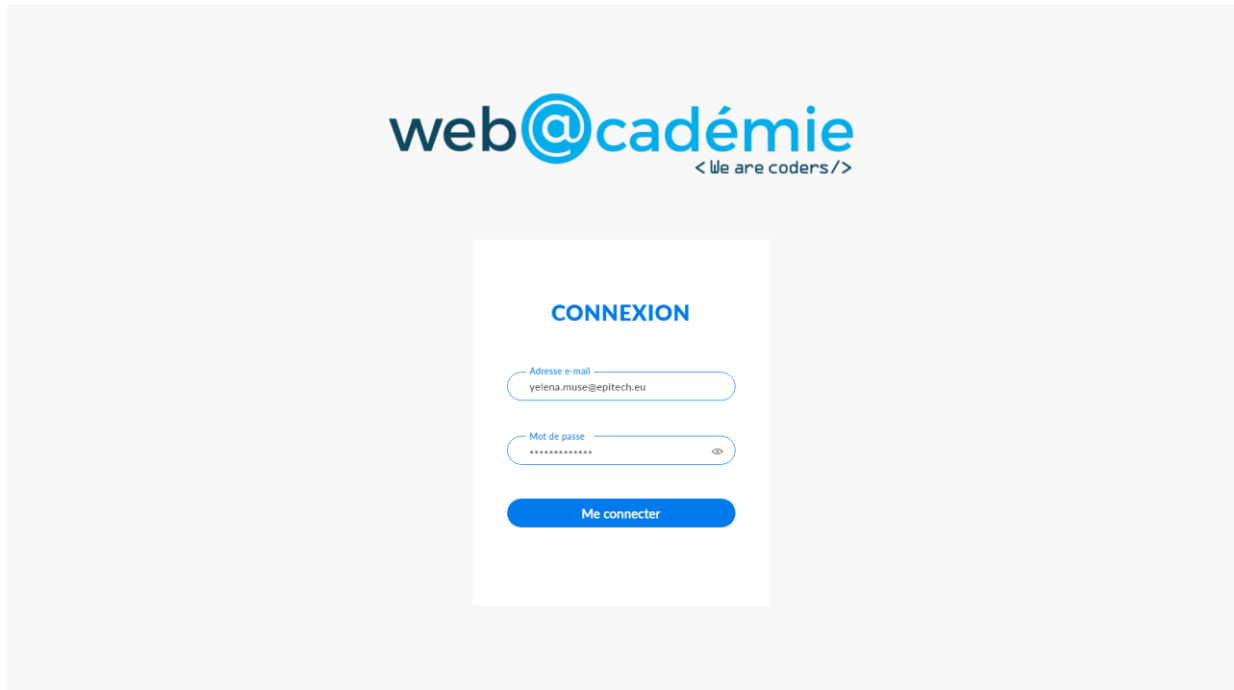 web@cadémie
<We are coders/>
CONNEXION
Adresse e-mail
yelena.muse@epitech.eu
Mot de passe
*************
Me connecter